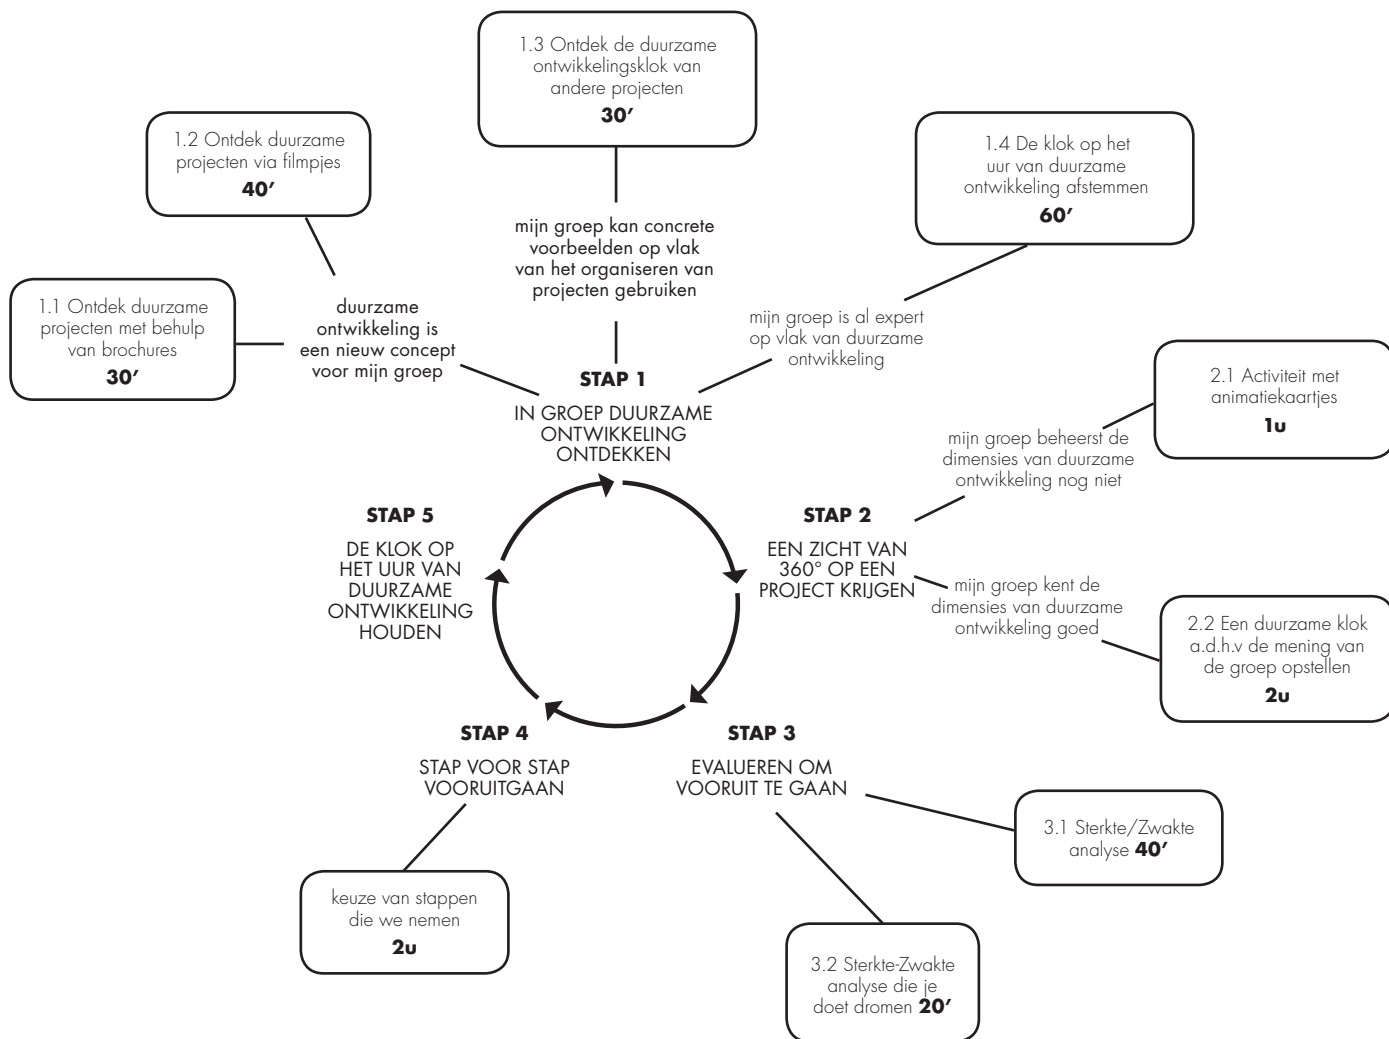 1.3 Ontdek de duurzame
ontwikkelingsklok van
andere projecten
30’
1.2 Ontdek duurzame
projecten via filmpjes
40’
1.4 De klok op het
uur van duurzame
ontwikkeling afstemmen
60’
mijn groep kan concrete
voorbeelden op vlak
van het organiseren van
projecten gebruiken
1.1 Ontdek duurzame
projecten met behulp
van brochures
30’
duurzame
ontwikkeling is
een nieuw concept
voor mijn groep
mijn groep is al expert
op vlak van duurzame
ontwikkeling
STAP 1
IN GROEP DUURZAME
ONTWIKKELING
ONTDEKKEN
2.1 Activiteit met
animatiekaartjes
1u
mijn groep beheerst de
dimensies van duurzame
ontwikkeling nog niet
STAP 2
EEN ZICHT VAN
360° OP EEN
PROJECT KRIJGEN
mijn groep kent de
dimensies van duurzame
ontwikkeling goed
2.2 Een duurzame klok
a.d.h.v de mening van
de groep opstellen
2u
STAP 5
DE KLOK OP
HET UUR VAN
DUURZAME
ONTWIKKELING
HOUDEN
STAP 4
STAP VOOR STAP
VOORUITGAAN
STAP 3
EVALUEREN OM
VOORUIT TE GAAN
3.1 Sterkte/Zwakte
analyse 40’
keuze van stappen
die we nemen
2u
3.2 Sterkte-Zwakte
analyse die je
doet dromen 20’